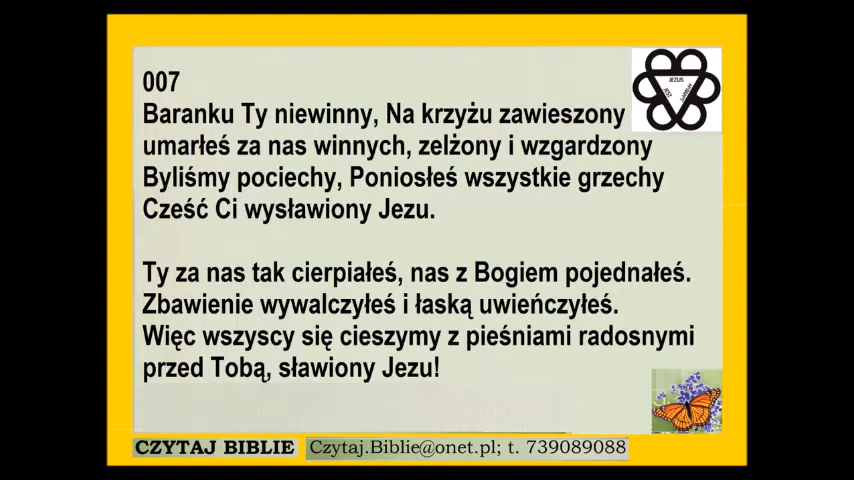 007
Baranku Ty niewinny, Na krzyżu zawieszony
umarłeś za nas winnych, zelżony i wzgardzony
Byliśmy pociechy, Poniosłeś wszystkie grzechy
Cześć Ci wysławiony Jezu.
Ty za nas tak cierpiałeś, nas z Bogiem pojednałeś.
Zbawienie wywalczyłeś i łaską uwieńczyłeś.
Więc wszyscy się cieszymy z pieśniami radosnymi
przed Tobą, sławiony Jezu!
JEZUS
JEST
CZYTAJ BIBLIE
Czytaj.Biblie@onet.pl; t. 739089088